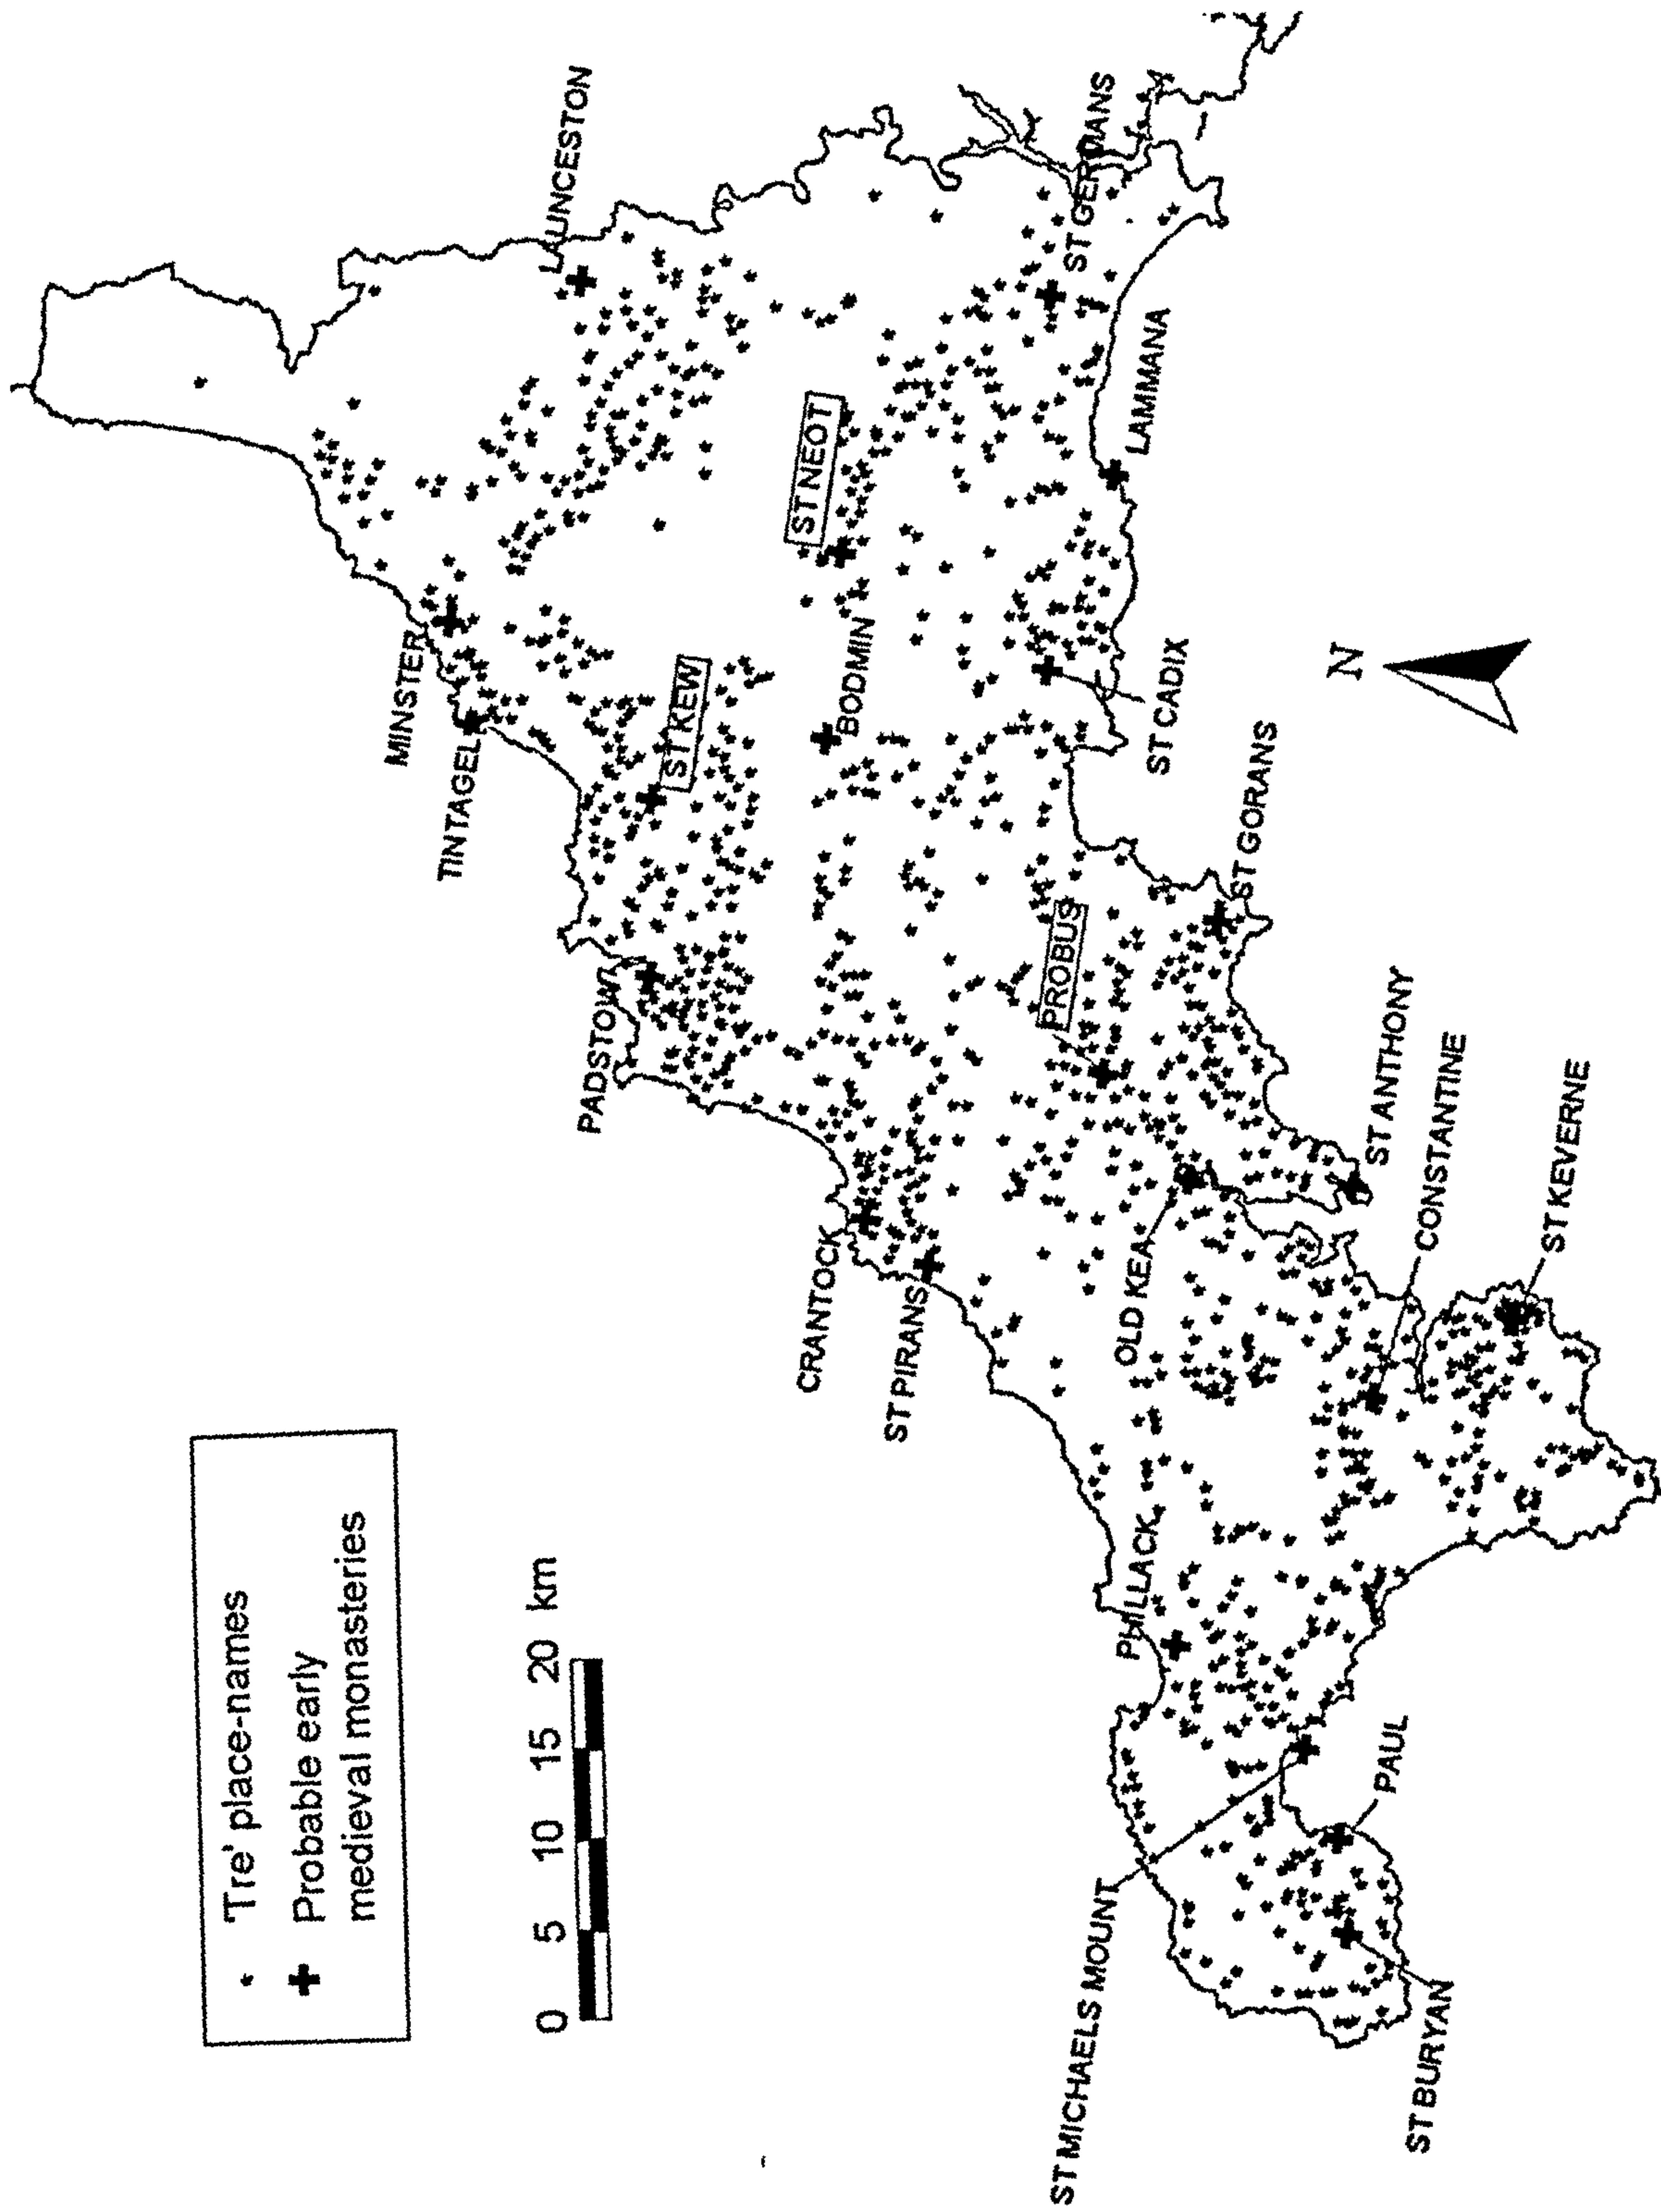 'Tre' place-names
Probable early
medieval monasteries
0 5 10 15 20 km
LAUNCESTON
MINSTER
TINTAGEL
ST NEOT
ST KEW
BODMIN
ST GERMANS
LAMMANA
ST CADIX
PADSTOW
PROBUS
ST GORANS
CRANTOCK
ST PIRANS
OLD KEA
ST ANTHONY
CONSTANTINE
ST KEVERNE
PHILLACK
ST MICHAELS MOUNT
PAUL
ST BURYAN
N